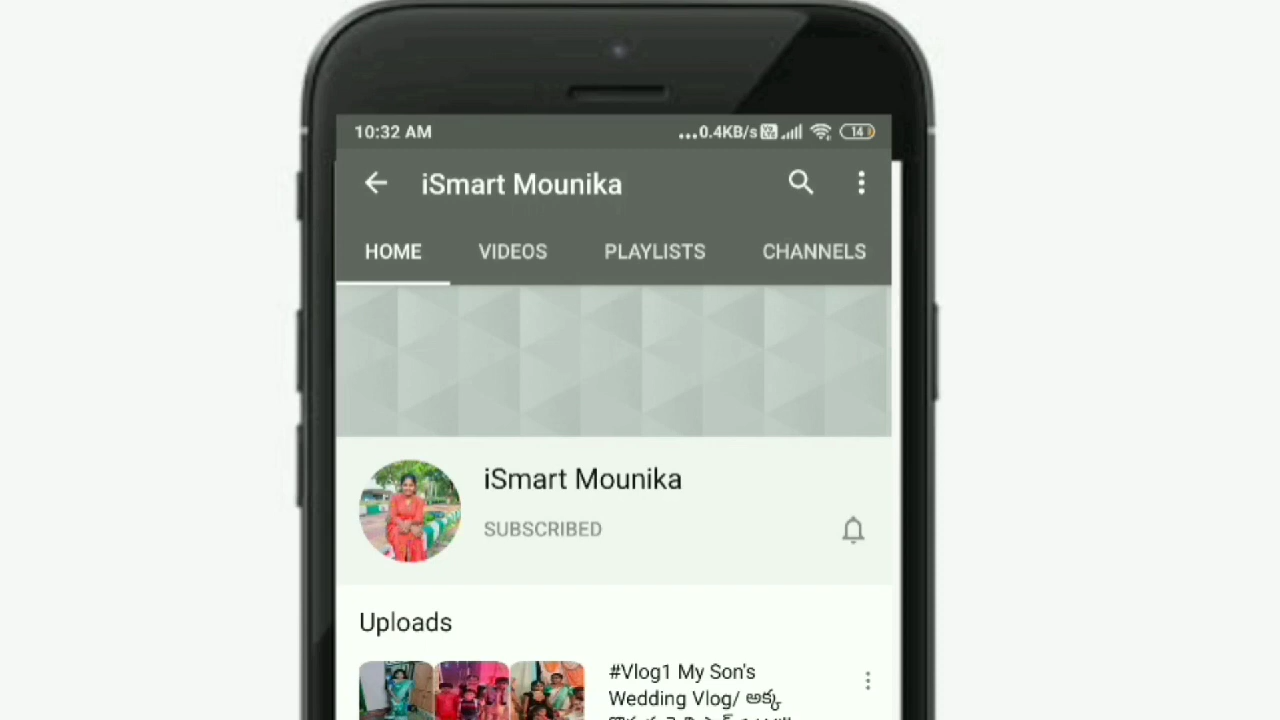 10:32 AM
...0.4KB/s 14
iSmart Mounika
HOME VIDEOS PLAYLISTS CHANNELS
iSmart Mounika
SUBSCRIBED
Uploads
#Vlog1 My Son's
Wedding Vlog/ అక్క